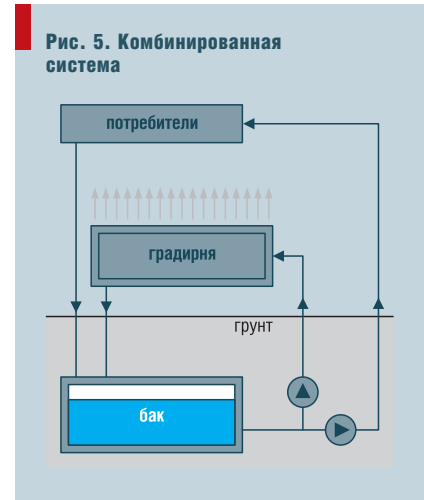 Рис. 5. Комбинированная
система
потребители
градирня
грунт
бак